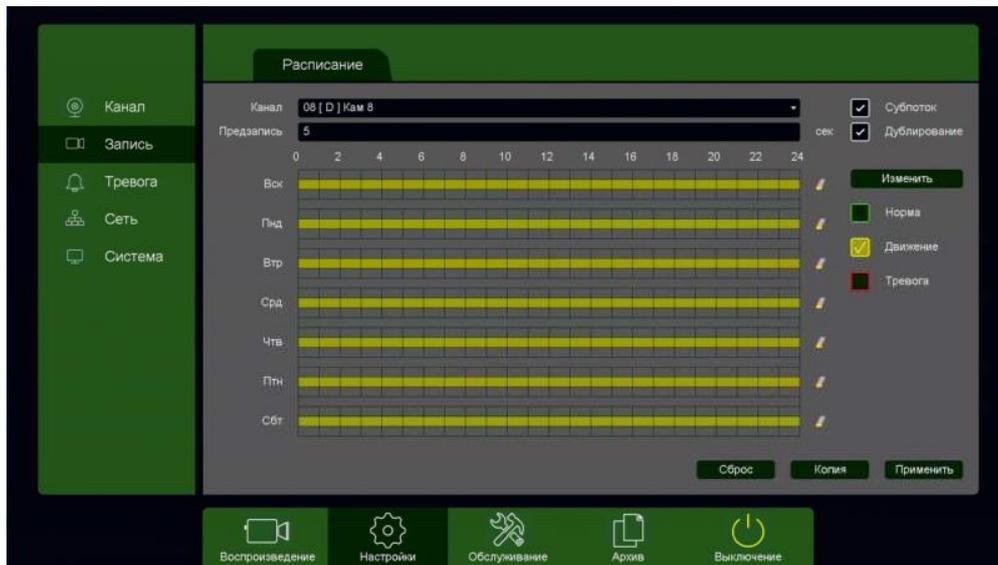 Расписание
Канал
Запись
Тревога
Сеть
Система
Канал 08 [ D ] Кам 8
Субпоток
Предзапись 5 сек
Дублирование
0 2 4 6 8 10 12 14 16 18 20 22 24
Вск
Пнд
Втр
Срд
Чтв
Птн
Сбт
Изменить
Норма
Движение
Тревога
Сброс Копия Применить
Воспроизведение Настройки Обслуживание Архив Выключение